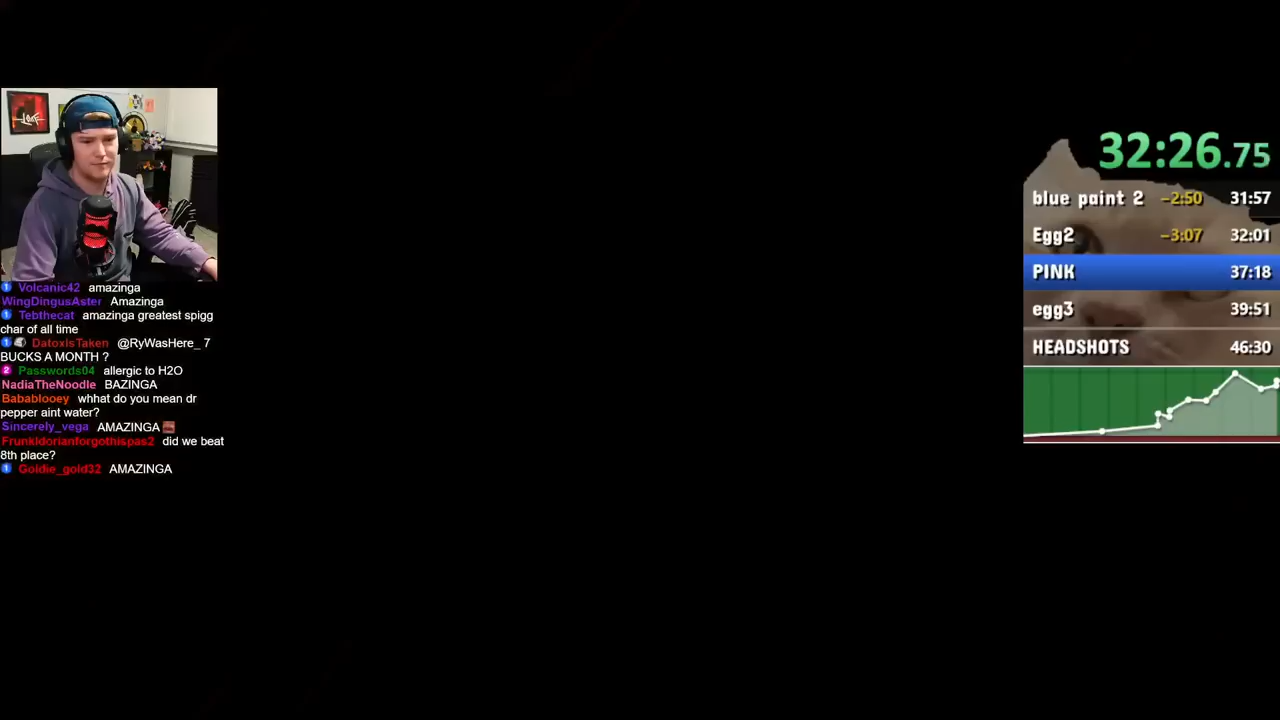 Volcanic42 amazinga
WingDingusAster Amazinga
Tebthecat amazinga greatest spigg
char of all time
DatoxIsTaken @RyWasHere_ 7
BUCKS A MONTH ?
Passwords04 allergic to H2O
NadiaTheNoodle BAZINGA
Babablooey whhat do you mean dr
pepper aint water?
Sincerely_vega AMAZINGA
FrunkIdorianforgothispas2 did we beat
8th place?
Goldie_gold32 AMAZINGA
32:26.75
blue paint 2 -2:50 31:57
Egg2 -3:07 32:01
PINK 37:18
egg3 39:51
HEADSHOTS 46:30